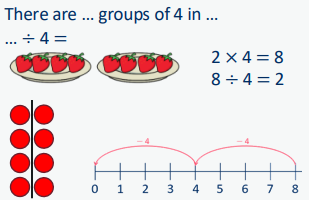 There are ... groups of 4 in ...
... ÷ 4 =
2 × 4 = 8
8 ÷ 4 = 2
− 4 − 4
0 1 2 3 4 5 6 7 8